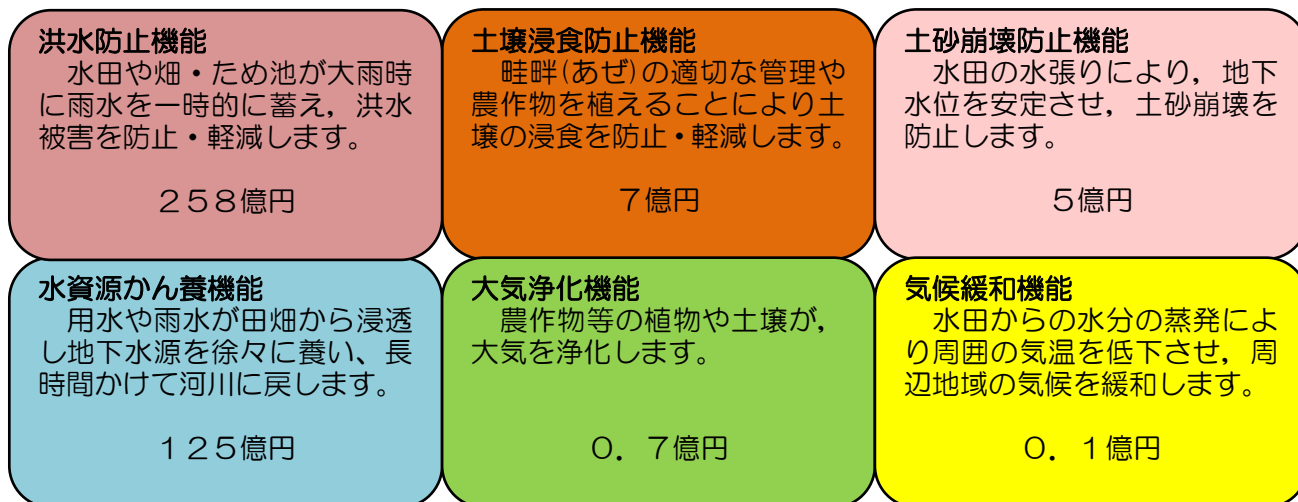 洪水防止機能
　水田や畑・ため池が大雨時
に雨水を一時的に蓄え，洪水
被害を防止・軽減します。
２５８億円
土壌浸食防止機能
　畦畔(あぜ)の適切な管理や
農作物を植えることにより土
壌の浸食を防止・軽減します。
７億円
土砂崩壊防止機能
　水田の水張りにより，地下
水位を安定させ，土砂崩壊を
防止します。
５億円
水資源かん養機能
　用水や雨水が田畑から浸透
し地下水源を徐々に養い、長
時間かけて河川に戻します。
１２５億円
大気浄化機能
　農作物等の植物や土壌が，
大気を浄化します。
０．７億円
気候緩和機能
　水田からの水分の蒸発によ
り周囲の気温を低下させ，周
辺地域の気候を緩和します。
０．１億円